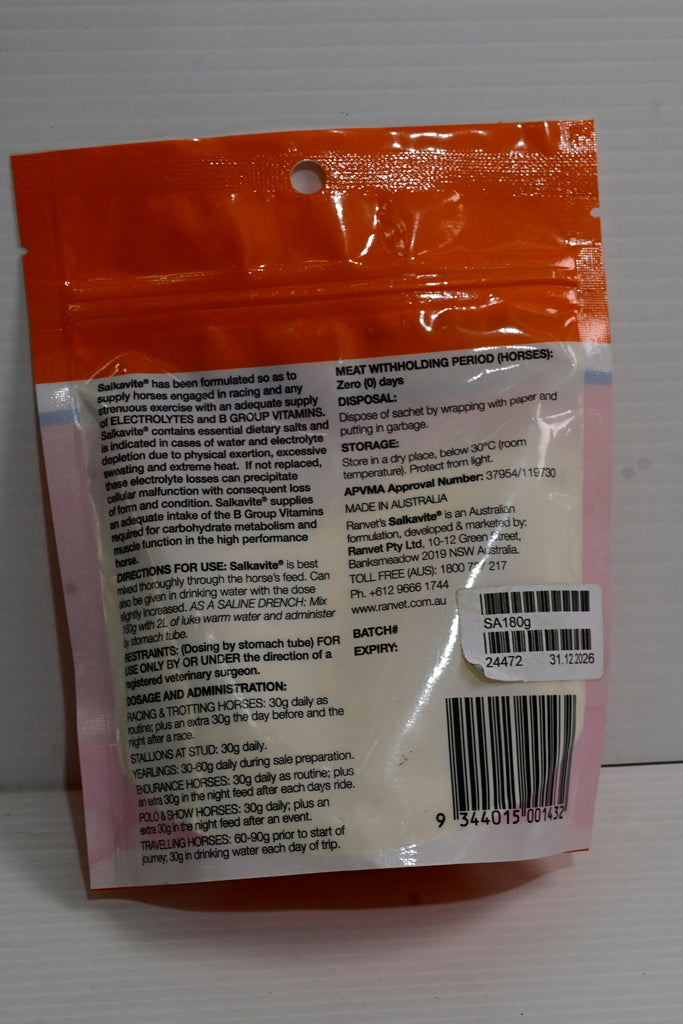 Salkavite® has been formulated so as to
supply horses engaged in racing and any
strenuous exercise with an adequate supply
of ELECTROLYTES and B GROUP VITAMINS.
Salkavite® contains essential dietary salts and
is indicated in cases of water and electrolyte
depletion due to physical exertion, excessive
sweating and extreme heat. If not replaced,
these electrolyte losses can precipitate
cellular malfunction with consequent loss
of form and condition. Salkavite® supplies
an adequate intake of the B Group Vitamins
required for carbohydrate metabolism and
muscle function in the high performance
horse.
DIRECTIONS FOR USE: Salkavite® is best
mixed thoroughly through the horse's feed. Can
also be given in drinking water with the dose
slightly increased. AS A SALINE DRENCH: Mix
with 2L of luke warm water and administer
by stomach tube.
RESTRAINTS: (Dosing by stomach tube) FOR
USE ONLY BY OR UNDER the direction of a
registered veterinary surgeon.
DOSAGE AND ADMINISTRATION:
RACING & TROTTING HORSES: 30g daily as
routine; plus an extra 30g the day before and the
night after a race.
STALLIONS AT STUD: 30g daily.
YEARLINGS: 30-60g daily during sale preparation.
ENDURANCE HORSES: 30g daily as routine; plus
an extra 30g in the night feed after each days ride.
POLO & SHOW HORSES: 30g daily; plus an
extra 30g in the night feed after an event.
TRAVELLING HORSES: 60-90g prior to start of
journey; 30g in drinking water each day of trip.
MEAT WITHHOLDING PERIOD (HORSES):
Zero (0) days
DISPOSAL:
Dispose of sachet by wrapping with paper and
putting in garbage.
STORAGE:
Store in a dry place, below 30°C (room
temperature). Protect from light.
APVMA Approval Number: 37954/119730
MADE IN AUSTRALIA
Ranvet's Salkavite® is an Australian
formulation, developed & marketed by:
Ranvet Pty Ltd, 10-12 Green Street,
Banksmeadow 2019 NSW Australia.
TOLL FREE (AUS): 1800 217
Ph. +612 9666 1744
www.ranvet.com.au
BATCH#
EXPIRY:
SA180g
24472 31.12.2026
9 344015 001432